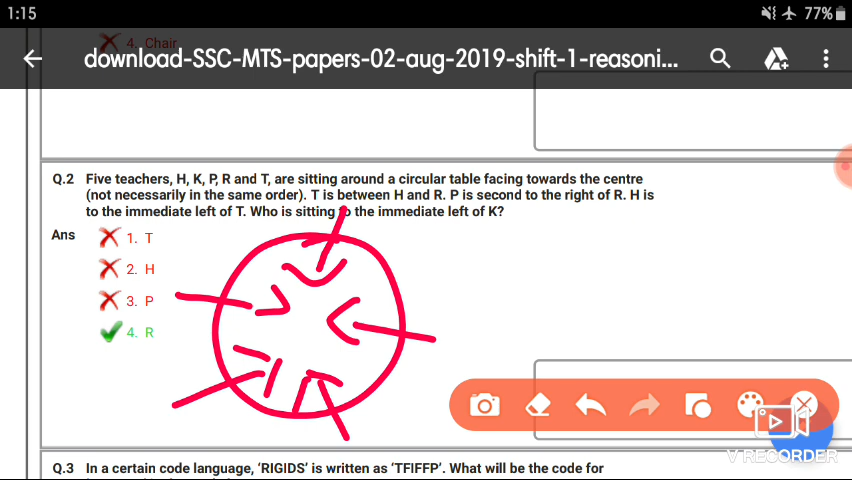 1:15
77%
4. Chair
download-SSC-MTS-papers-02-aug-2019-shift-1-reasoni...
Q.2 Five teachers, H, K, P, R and T, are sitting around a circular table facing towards the centre
(not necessarily in the same order). T is between H and R. P is second to the right of R. H is
to the immediate left of T. Who is sitting to the immediate left of K?
Ans
1. T
2. H
3. P
4. R
V RECORDER
Q.3 In a certain code language, 'RIGIDS' is written as 'TFIFFP'. What will be the code for